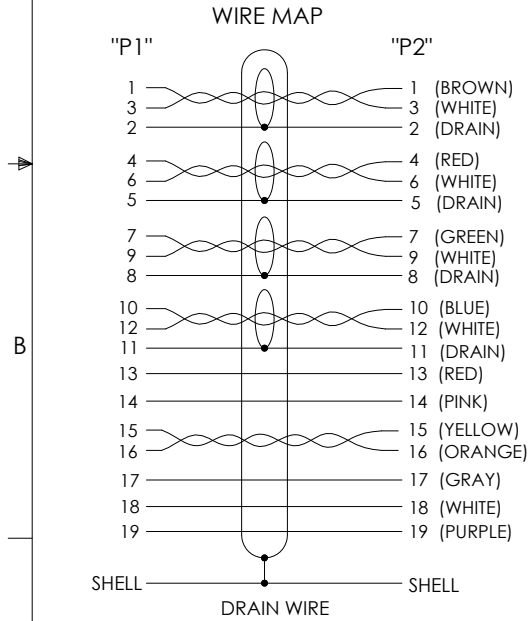 WIRE MAP
"P1" "P2"
1 1 (BROWN)
3 3 (WHITE)
2 2 (DRAIN)
4 4 (RED)
6 6 (WHITE)
5 5 (DRAIN)
7 7 (GREEN)
9 9 (WHITE)
8 8 (DRAIN)
10 10 (BLUE)
12 12 (WHITE)
B
11 11 (DRAIN)
13 13 (RED)
14 14 (PINK)
15 15 (YELLOW)
16 16 (ORANGE)
17 17 (GRAY)
18 18 (WHITE)
19 19 (PURPLE)
SHELL SHELL
DRAIN WIRE